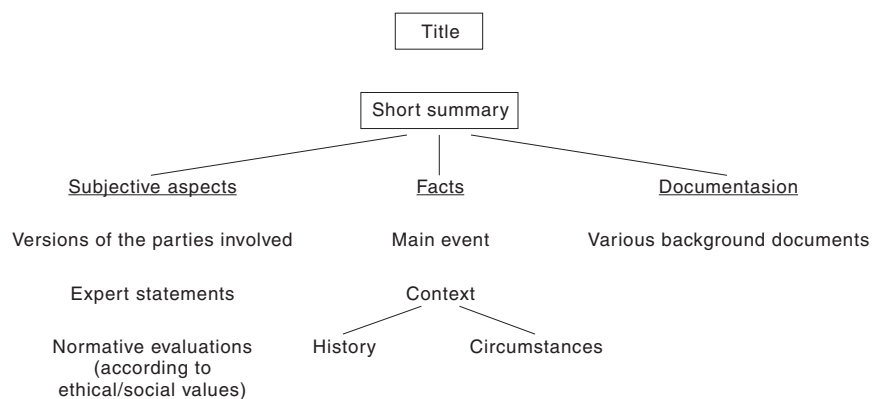 Title
Short summary
Subjective aspects
Facts
Documentasion
Versions of the parties involved
Main event
Various background documents
Expert statements
Context
Normative evaluations
(according to
ethical/social values)
History
Circumstances